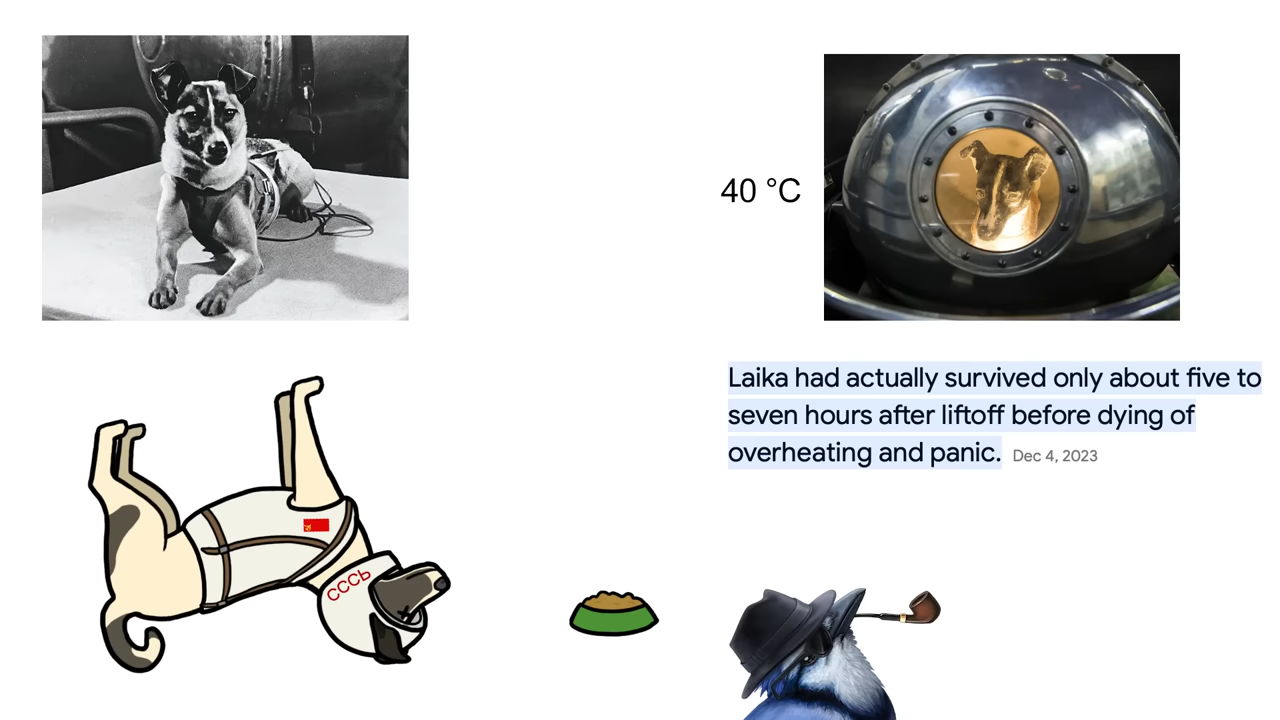 40 °C
Laika had actually survived only about five to
seven hours after liftoff before dying of
overheating and panic. Dec 4, 2023
СССЬ